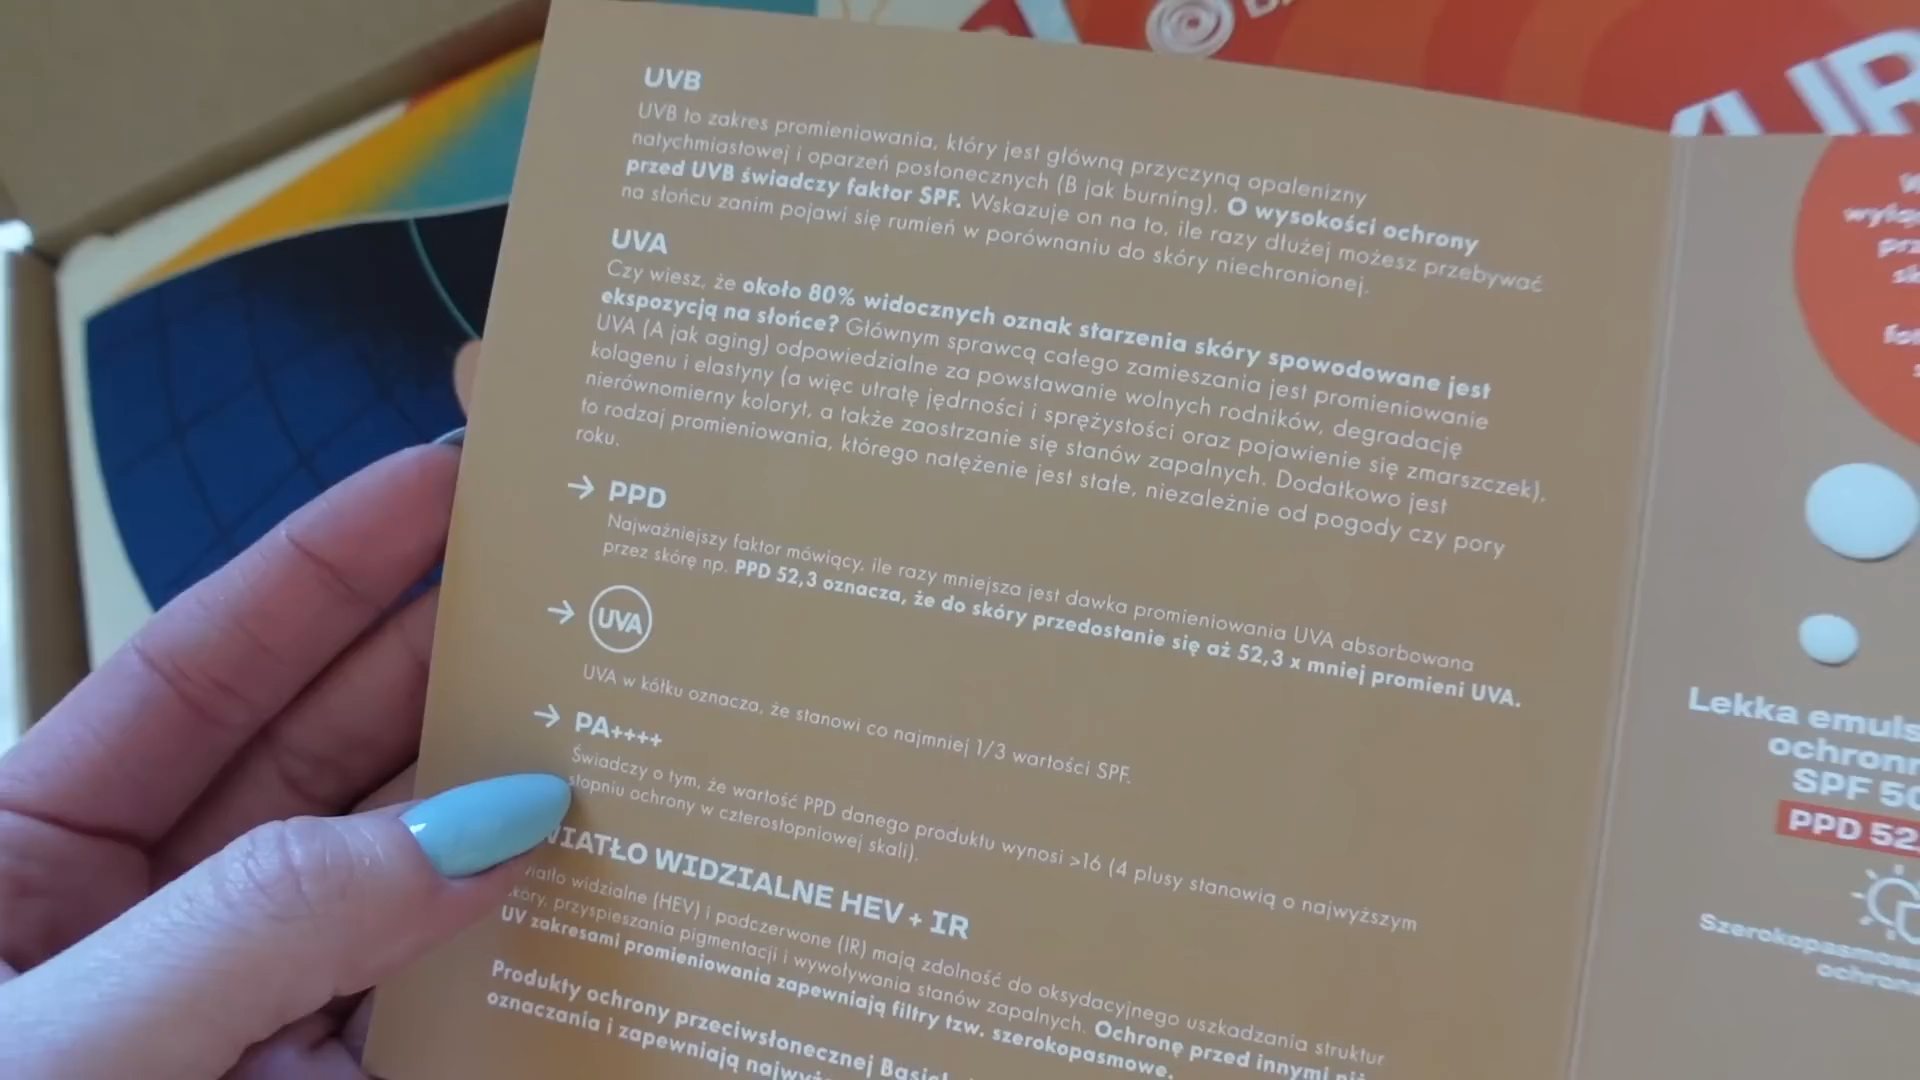 UVB
UVB to zakres promieniowania, który jest główną przyczyną opalenizny
natychmiastowej i oparzeń posłonecznych (B jak burning). O wysokości ochrony
przed UVB świadczy faktor SPF. Wskazuje on na to, ile razy dłużej możesz przebywać
na słońcu zanim pojawi się rumień w porównaniu do skóry niechronionej.
UVA
Czy wiesz, że około 80% widocznych oznak starzenia skóry spowodowane jest
ekspozycją na słońce? Głównym sprawcą całego zamieszania jest promieniowanie
UVA (A jak aging) odpowiedzialne za powstawanie wolnych rodników, degradację
kolagenu i elastyny (a więc utratę jędrności i sprężystości oraz pojawienie się zmarszczek),
nierównomierny koloryt, a także zaostrzanie się stanów zapalnych. Dodatkowo jest
to rodzaj promieniowania, którego natężenie jest stałe, niezależnie od pogody czy pory
roku.
→ PPD
Najważniejszy faktor mówiący, ile razy mniejsza jest dawka promieniowania UVA absorbowana
przez skórę np. PPD 52,3 oznacza, że do skóry przedostanie się aż 52,3 x mniej promieni UVA.
→ UVA
UVA w kółku oznacza, że stanowi co najmniej 1/3 wartości SPF.
→ PA++++
Świadczy o tym, że wartość PPD danego produktu wynosi >16 (4 plusy stanowią o najwyższym
stopniu ochrony w czterostopniowej skali).
WIDZIALNE HEV + IR
widzialne (HEV) i podczerwone (IR) mają zdolność do oksydacyjnego uszkadzania struktur
przyspieszania pigmentacji i wywoływania stanów zapalnych. Ochronę przed innymi niż
UV zakresami promieniowania zapewniają filtry tzw. szerokopasmowe.
Produkty ochrony przeciwsłonecznej
oznaczania i zapewniają
Lekka
SPF 50
PPD 52